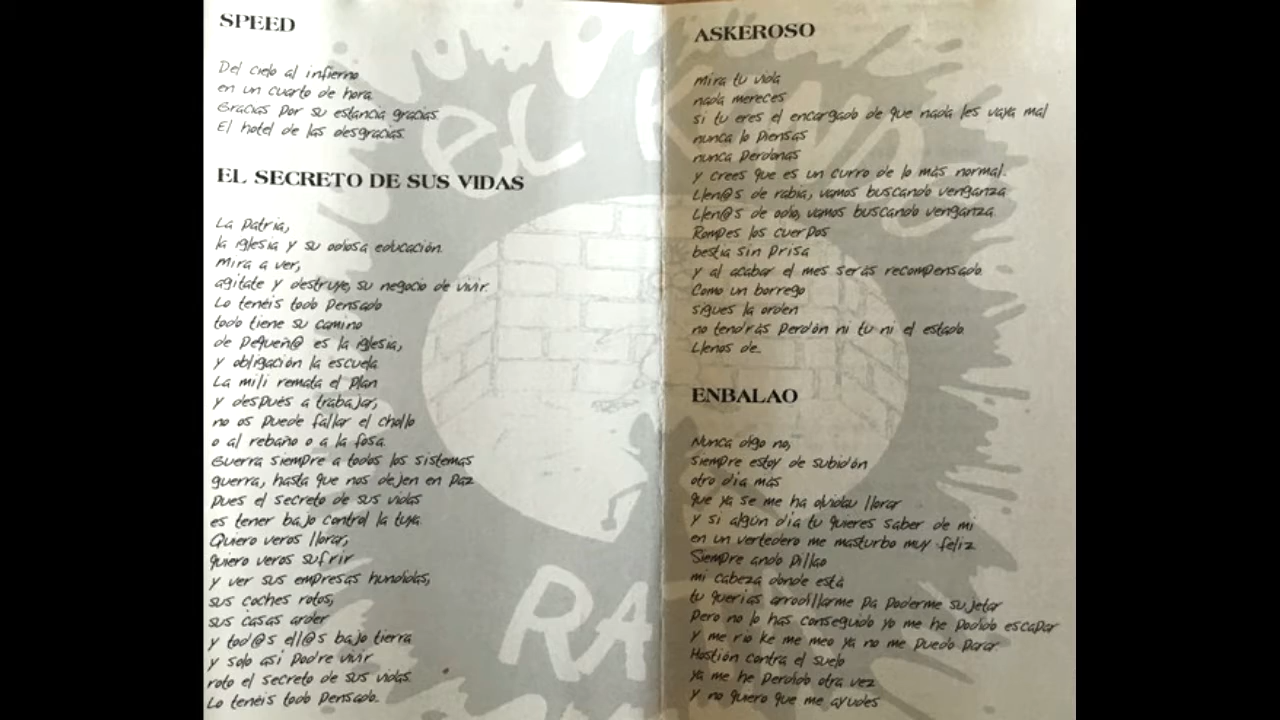 SPEED
Del cielo al infierno
en un cuarto de hora.
Gracias por su estancia gracias.
El hotel de las desgracias.
EL SECRETO DE SUS VIDAS
La patria,
la iglesia y su odiosa educación.
Mira a ver,
agitate y destruye, su negocio de vivir.
Lo tenéis todo pensado
todo tiene su camino
de pequeñ@ es la iglesia,
y obligación la escuela.
La mili remata el plan
y después a trabajar,
no os puede fallar el chollo
o al rebaño o a la fosa.
Guerra siempre a todos los sistemas
guerra, hasta que nos dejen en paz
pues el secreto de sus vidas
es tener bajo control la tuya.
Quiero veros llorar,
quiero veros sufrir
y ver sus empresas hundidas,
sus coches rotos,
sus casas arder
y tod@s ell@s bajo tierra
y solo asi podre vivir
roto el secreto de sus vidas.
Lo tenéis todo pensado...
ASKEROSO
Mira tu vida
nada mereces
si tu eres el encargado de que nada les vaya mal
nunca lo piensas
nunca perdonas
y crees que es un curro de lo más normal.
Llen@s de rabia, vamos buscando venganza
Llen@s de odio, vamos buscando venganza.
Rompes los cuerpos
bestia sin prisa
y al acabar el mes serás recompensado.
Como un borrego
sigues la orden
no tendrás perdón ni tu ni el estado.
Llenos de...
ENBALAO
Nunca digo no,
siempre estoy de subidón
otro dia más
que ya se me ha olvidau llorar
y si algún dia tu quieres saber de mi
en un vertedero me masturbo muy feliz.
Siempre ando pillao
mi cabeza donde está
tu querias arrodillarme pa poderme sujetar
pero no lo has conseguido yo me he podido escapar
y me rio ke me meo ya no me puedo parar.
Hostión contra el suelo
ya me he perdido otra vez
y no quiero que me ayudes